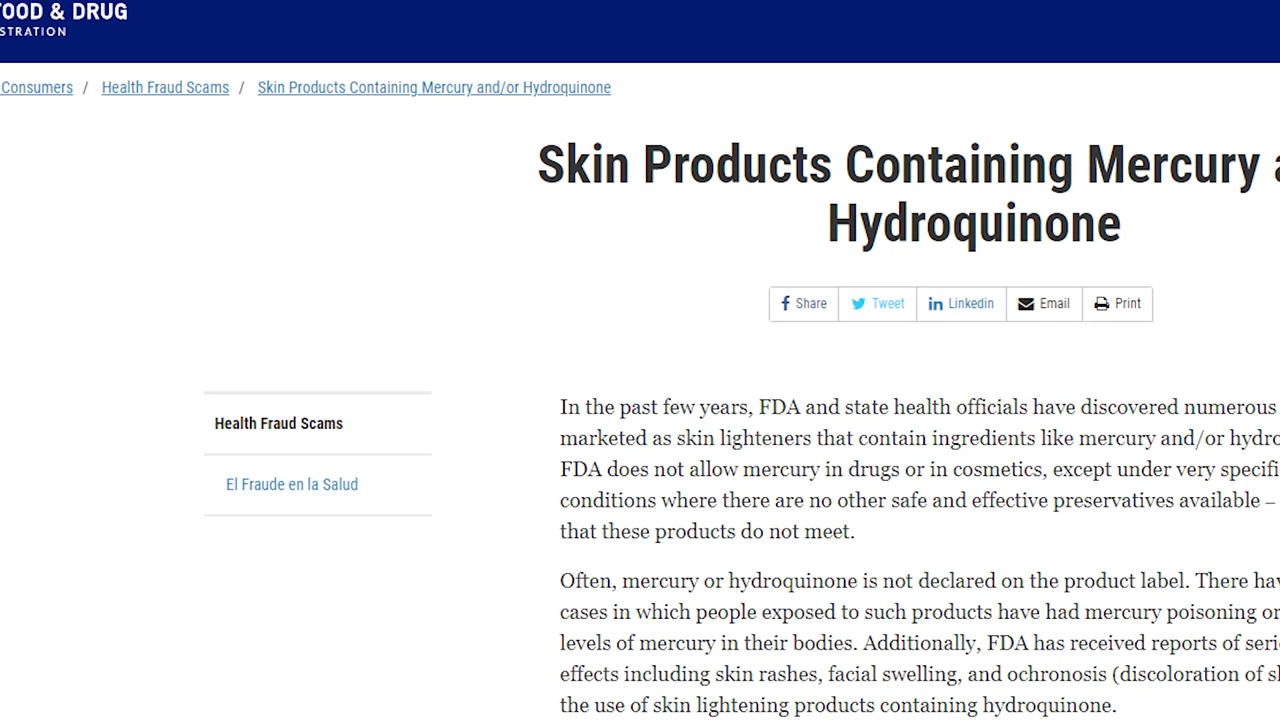 FOOD & DRUG
STRATION
Consumers / Health Fraud Scams / Skin Products Containing Mercury and/or Hydroquinone
Skin Products Containing Mercury
Hydroquinone
Share Tweet Linkedin Email Print
Health Fraud Scams
El Fraude en la Salud
In the past few years, FDA and state health officials have discovered numerous
marketed as skin lighteners that contain ingredients like mercury and/or hydro
FDA does not allow mercury in drugs or in cosmetics, except under very specifi
conditions where there are no other safe and effective preservatives available –
that these products do not meet.
Often, mercury or hydroquinone is not declared on the product label. There hav
cases in which people exposed to such products have had mercury poisoning or
levels of mercury in their bodies. Additionally, FDA has received reports of seri
effects including skin rashes, facial swelling, and ochronosis (discoloration of sk
the use of skin lightening products containing hydroquinone.